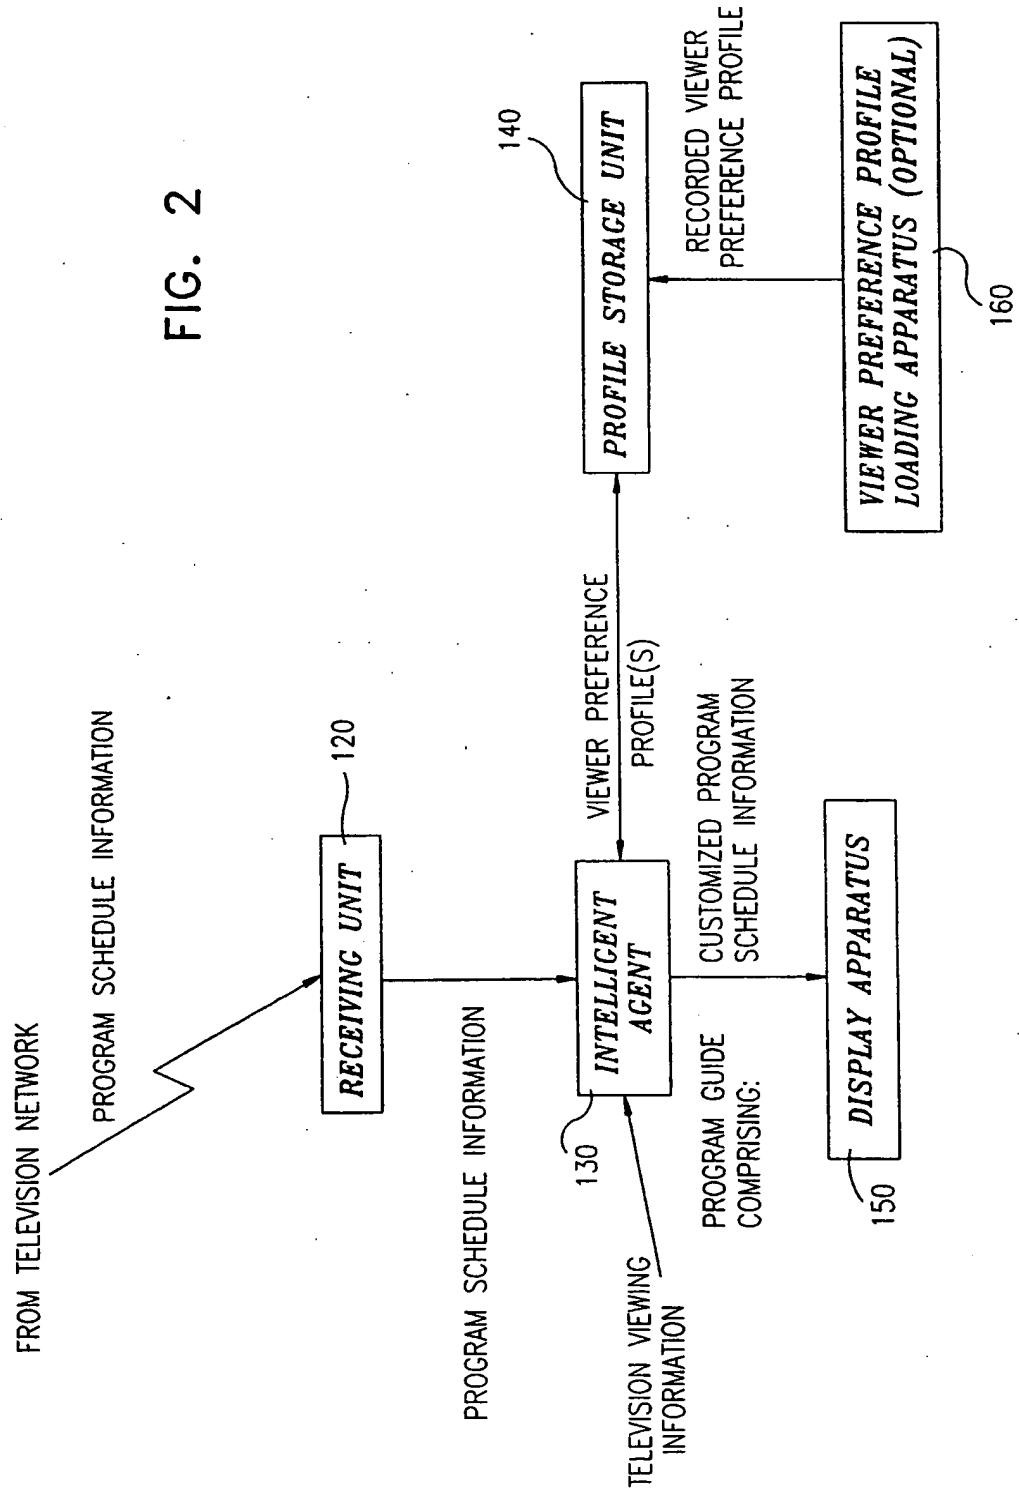 FIG. 2
FROM TELEVISION NETWORK
PROGRAM SCHEDULE INFORMATION
RECEIVING UNIT
120
PROGRAM SCHEDULE INFORMATION
TELEVISION VIEWING
INFORMATION
130
INTELLIGENT
AGENT
VIEWER PREFERENCE
PROFILE(S)
140
PROFILE STORAGE UNIT
RECORDED VIEWER
PREFERENCE PROFILE
PROGRAM GUIDE
COMPRISING:
CUSTOMIZED PROGRAM
SCHEDULE INFORMATION
150
DISPLAY APPARATUS
VIEWER PREFERENCE PROFILE
LOADING APPARATUS (OPTIONAL)
160